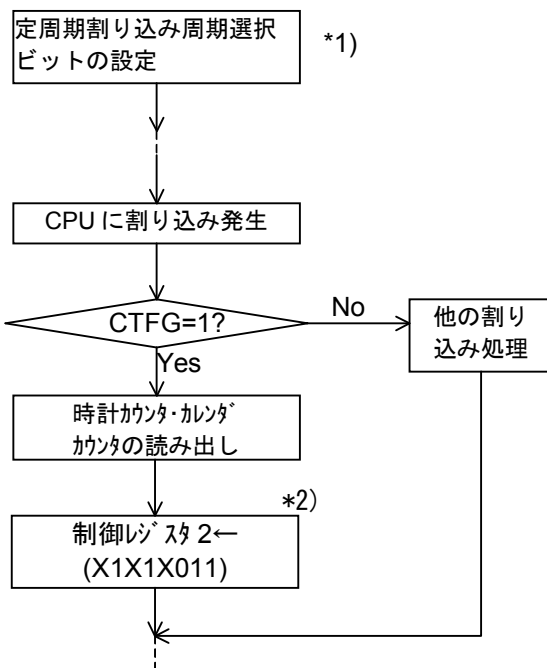 定周期割り込み周期選択
ビットの設定
*1)
CPU に割り込み発生
CTFG=1?
No
他の割り
込み処理
Yes
時計ｶｳﾝﾀ･ｶﾚﾝﾀﾞ
ｶｳﾝﾀの読み出し
*2)
制御ﾚｼﾞｽﾀ 2←
(X1X1X011)